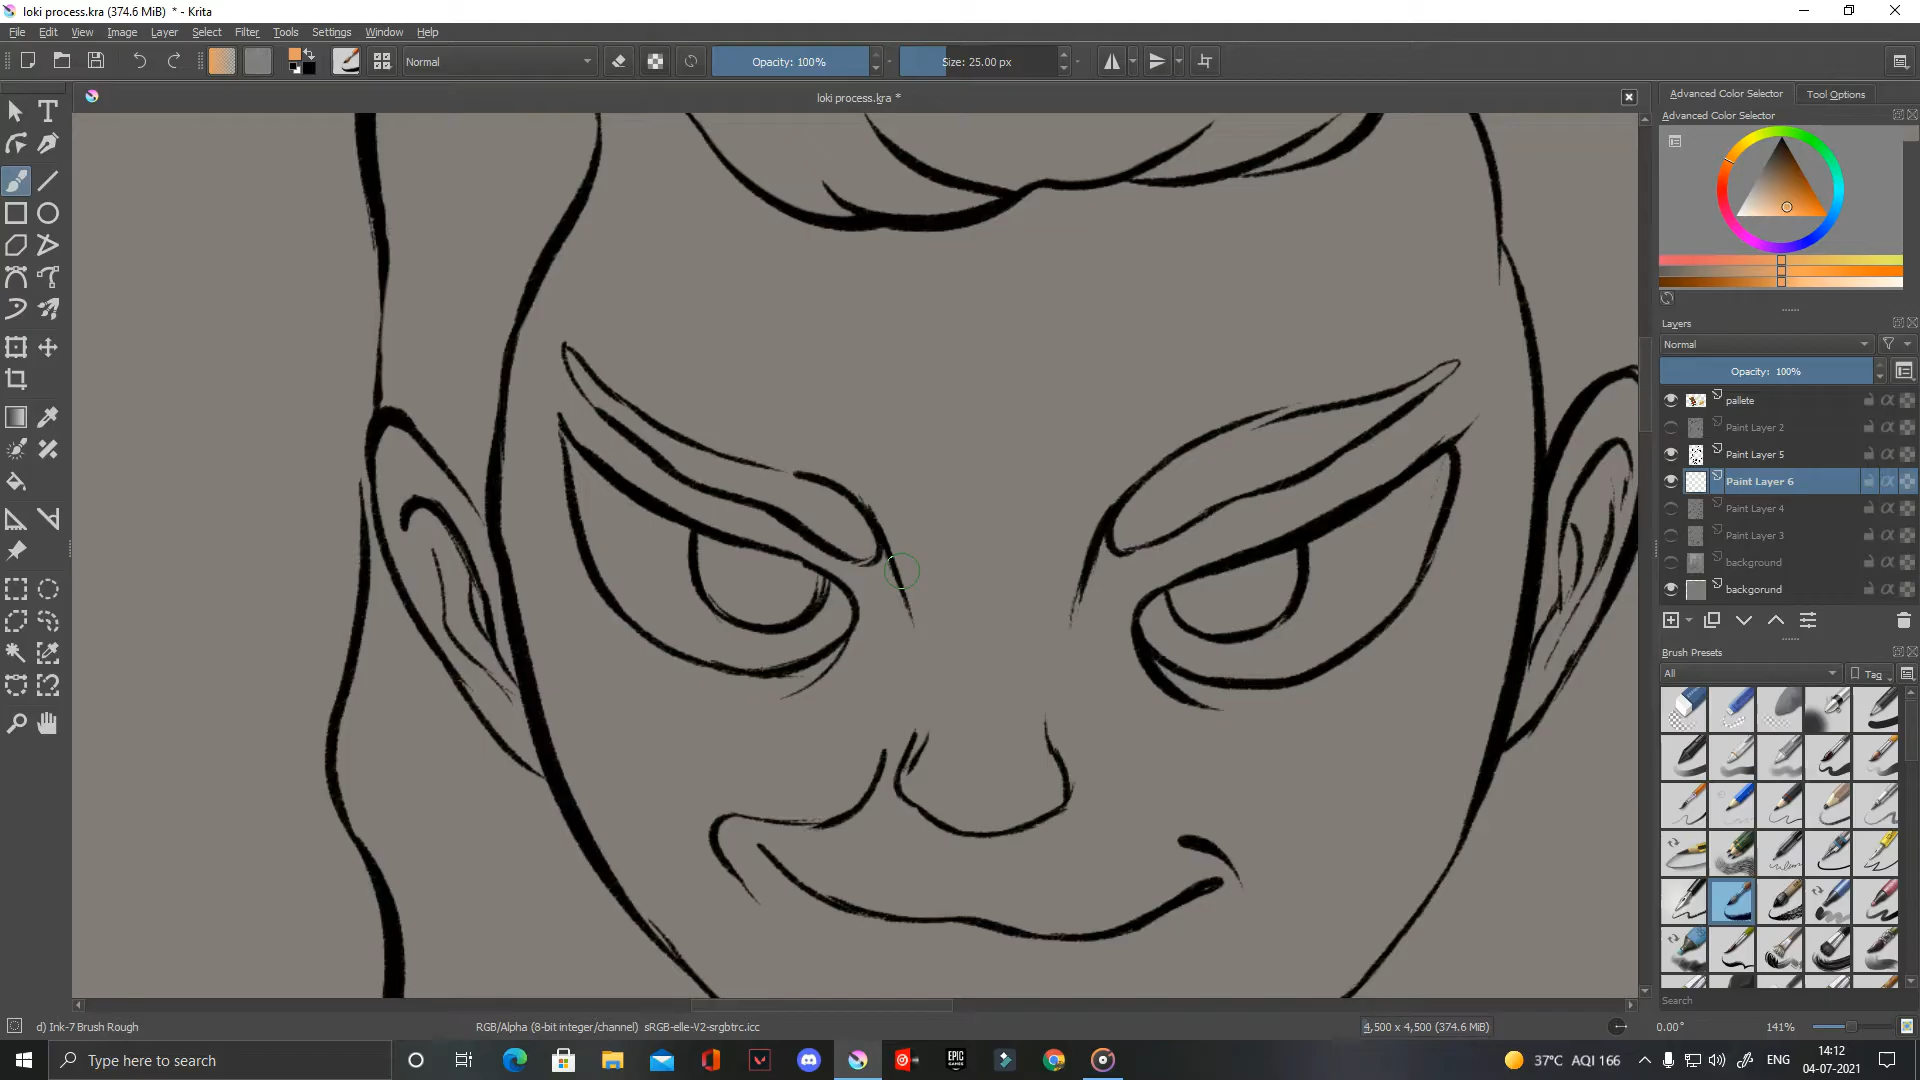 loki process.kra (374.6 MiB) * - Krita
File Edit View Image Layer Select Filter Tools Settings Window Help
Normal
Opacity: 100%
Size: 25.00 px
loki process.kra *
Advanced Color Selector
Tool Options
Advanced Color Selector
Layers
Normal
Opacity: 100%
pallete
Paint Layer 2
Paint Layer 5
Paint Layer 6
Paint Layer 4
Paint Layer 3
background
backgorund
Brush Presets
All
Tag
Search
d) Ink-7 Brush Rough
RGB/Alpha (8-bit integer/channel) sRGB-elle-V2-srgbtrc.icc
4,500 x 4,500 (374.6 MiB)
0.00°
141%
Type here to search
EPIC GAMES
37°C AQI 166
ENG
14:12
04-07-2021